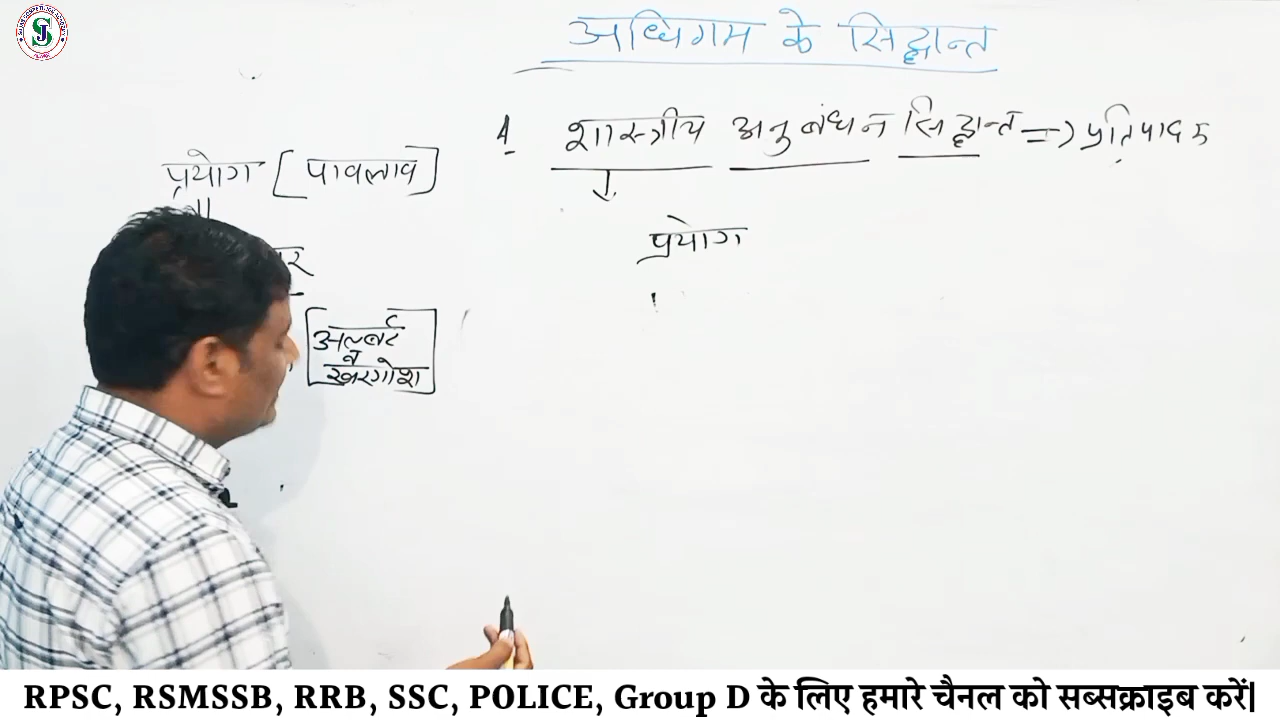 अधिगम के सिद्धान्त
1 शास्त्रीय अनुबंधन सिद्धान्त => प्रतिपादक
प्रयोग [पावलाव]
प्रयोग
अल्बर्ट
व
खरगोश
RPSC, RSMSSB, RRB, SSC, POLICE, Group D के लिए हमारे चैनल को सब्सक्राइब करें|